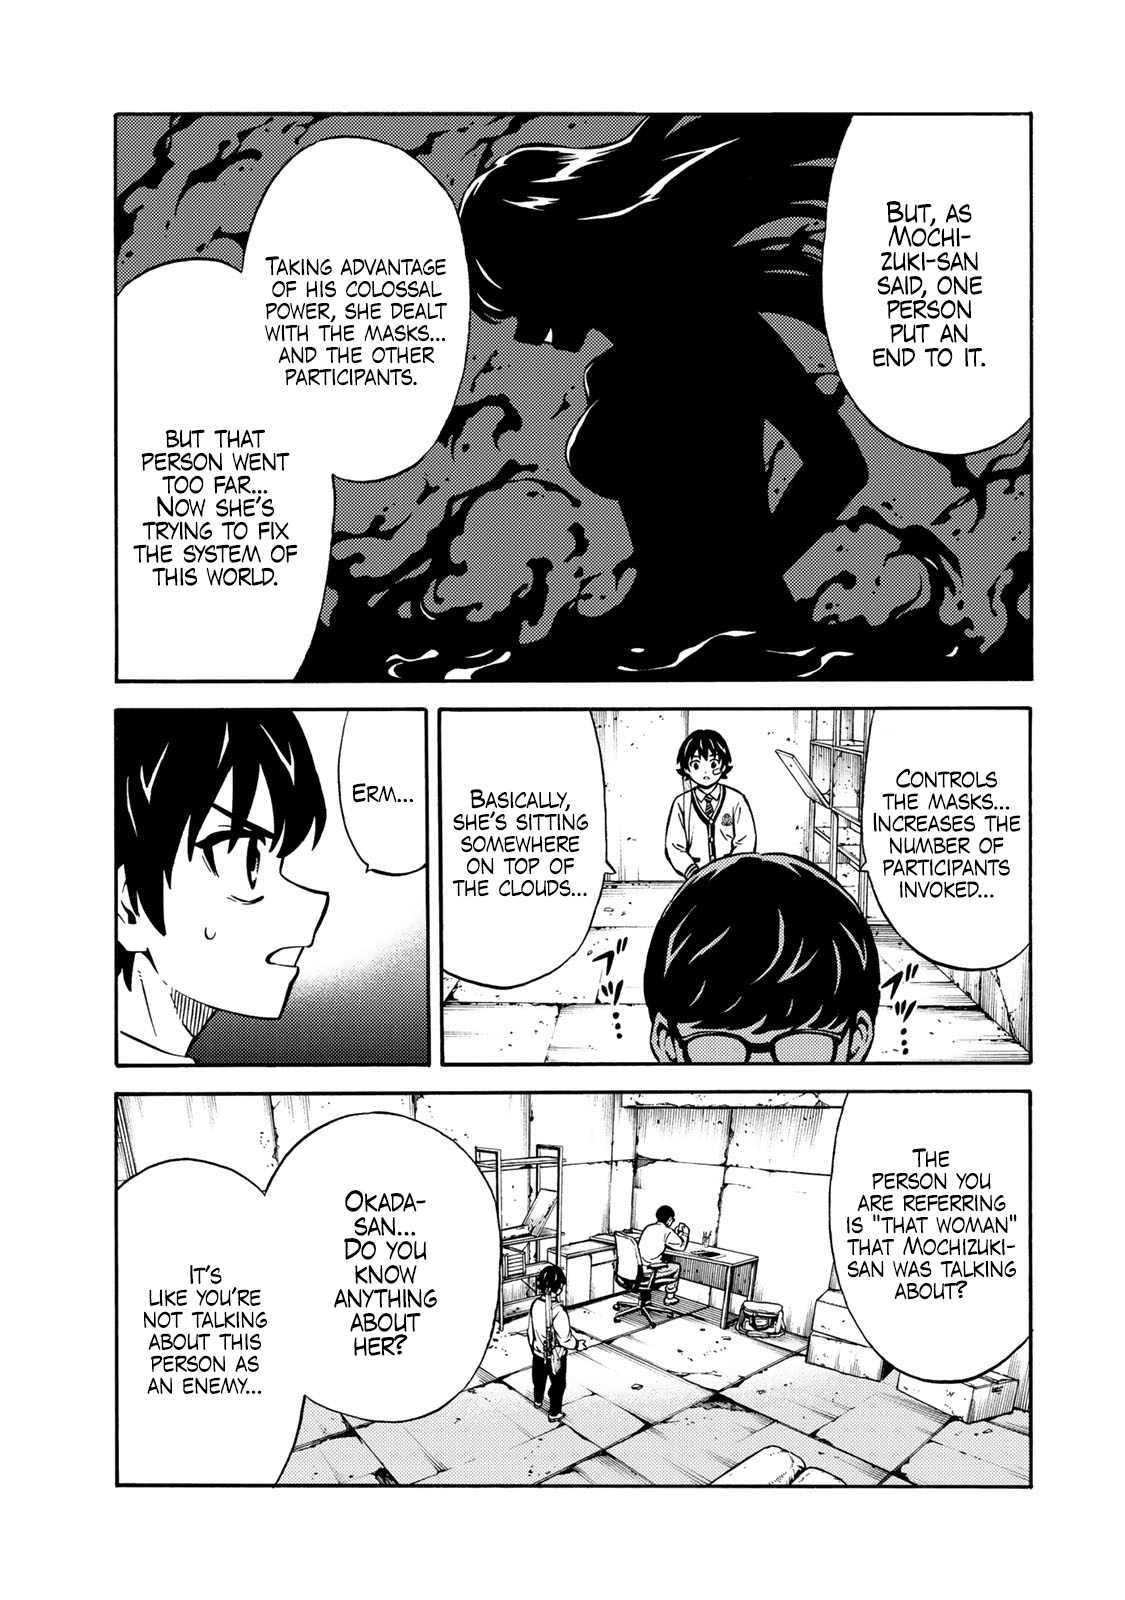 BUT, AS
MOCHI-
ZUKI-SAN
SAID, ONE
PERSON
PUT AN
END TO IT.
TAKING ADVANTAGE
OF HIS COLOSSAL
POWER, SHE DEALT
WITH THE MASKS...
AND THE OTHER
PARTICIPANTS.
BUT THAT
PERSON WENT
TOO FAR...
NOW SHE'S
TRYING TO FIX
THE SYSTEM OF
THIS WORLD.
CONTROLS
THE MASKS...
INCREASES THE
NUMBER OF
PARTICIPANTS
INVOKED...
BASICALLY,
SHE'S SITTING
SOMEWHERE
ON TOP OF
THE CLOUDS...
ブツ...
ブツ...
ERM...
THE
PERSON YOU
ARE REFERRING
IS "THAT WOMAN"
THAT MOCHIZUKI-
SAN WAS TALKING
ABOUT?
OKADA-
SAN...
DO YOU
KNOW
ANYTHING
ABOUT
HER?
IT'S
LIKE YOU'RE
NOT TALKING
ABOUT THIS
PERSON AS
AN ENEMY...